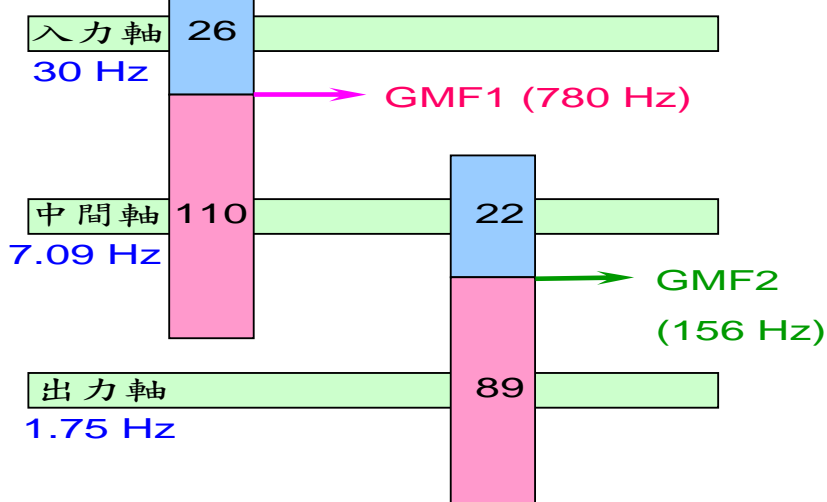 入力軸 26
30 Hz
GMF1 (780 Hz)
中間軸 110 22
7.09 Hz
GMF2
(156 Hz)
出力軸 89
1.75 Hz